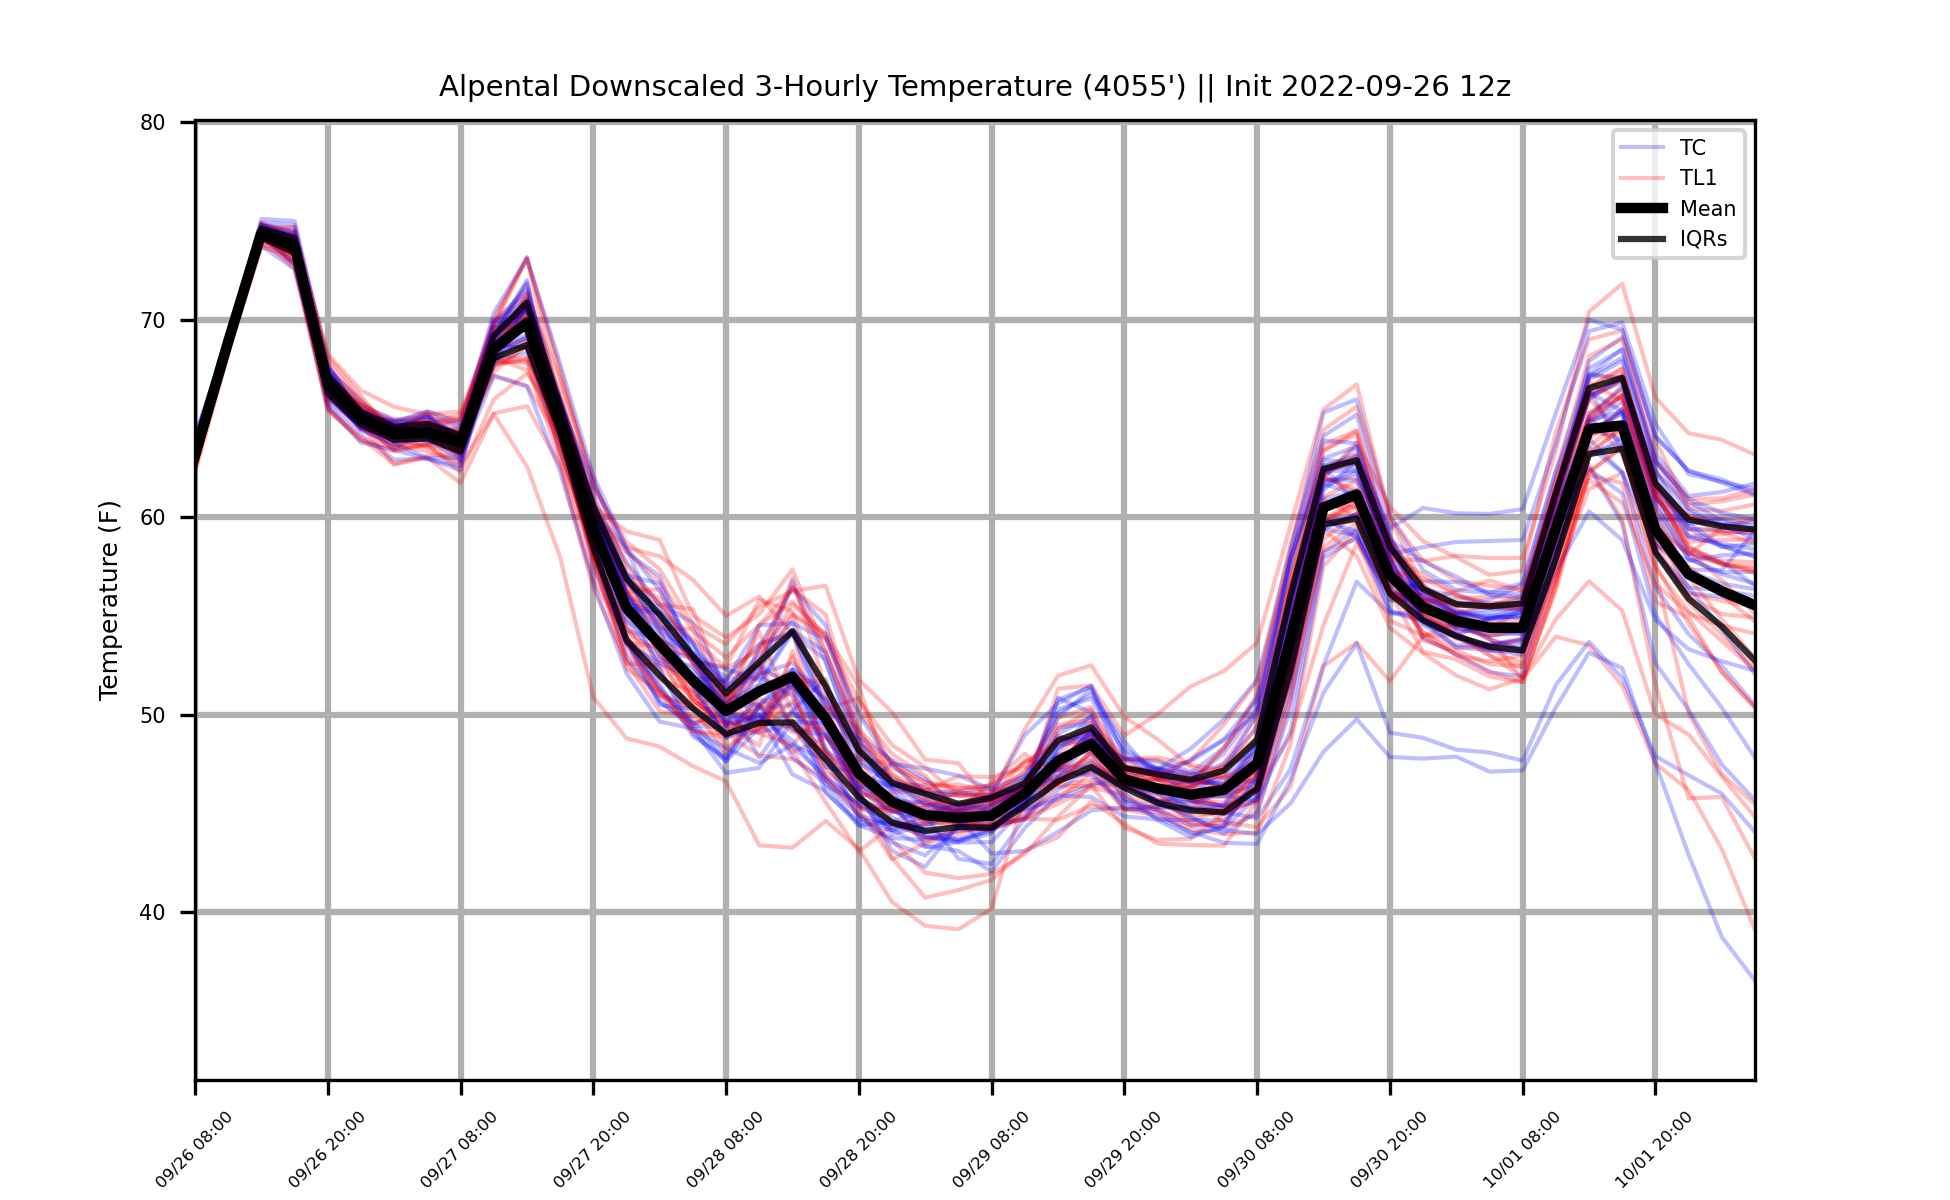 Alpental Downscaled 3-Hourly Temperature (4055') || Init 2022-09-26 12z
TC
TL1
Mean
IQRs
Temperature (F)
80
70
60
50
40
09/26 08:00
09/26 20:00
09/27 08:00
09/27 20:00
09/28 08:00
09/28 20:00
09/29 08:00
09/29 20:00
09/30 08:00
09/30 20:00
10/01 08:00
10/01 20:00